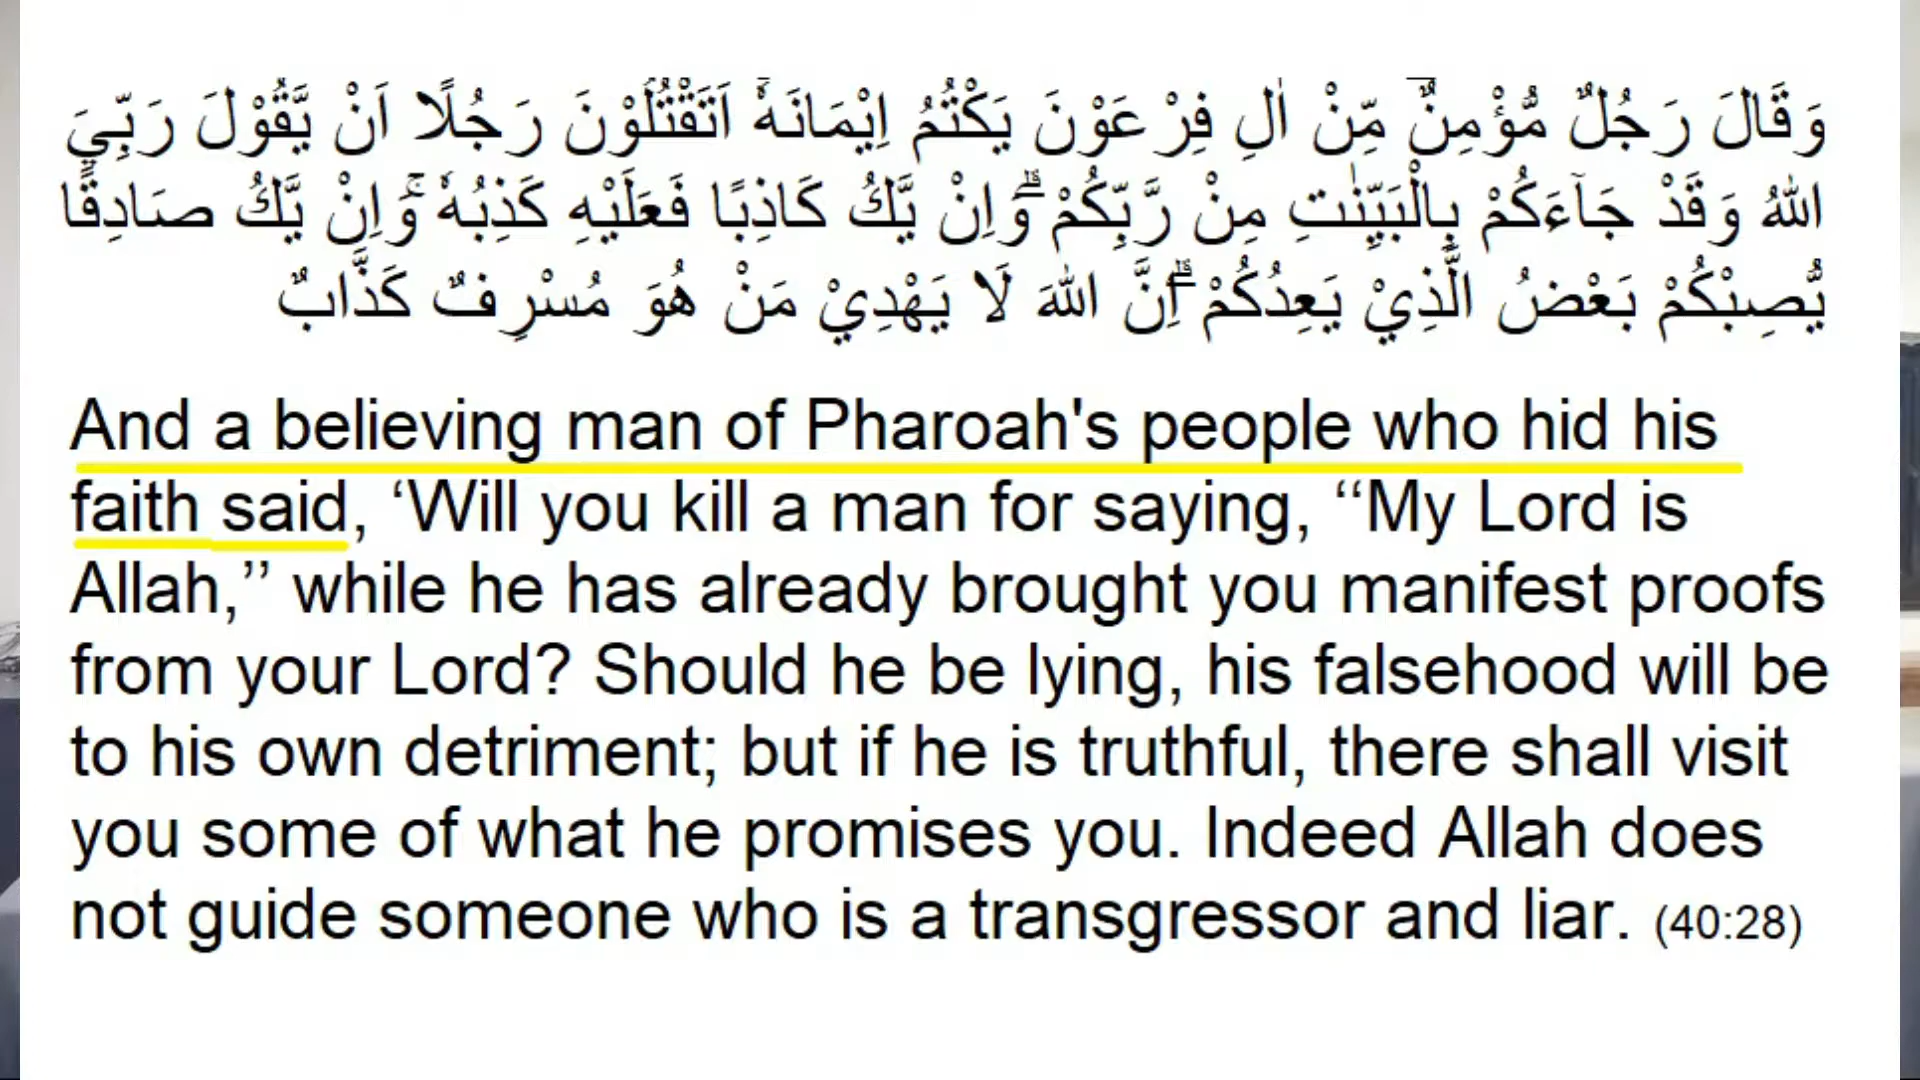 وَقَالَ رَجُلٌ مُّؤْمِنٌ مِّنْ اٰلِ فِرْعَوْنَ يَكْتُمُ اِيْمَانَهٗٓ اَتَقْتُلُوْنَ رَجُلًا اَنْ يَّقُوْلَ رَبِّيَ
اللهُ وَقَدْ جَآءَكُمْ بِالْبَيِّنٰتِ مِنْ رَّبِّكُمْ ۗ وَاِنْ يَّكُ كَاذِبًا فَعَلَيْهِ كَذِبُهٗ ۚ وَاِنْ يَّكُ صَادِقًا
يُّصِبْكُمْ بَعْضُ الَّذِيْ يَعِدُكُمْ ۗ اِنَّ اللهَ لَا يَهْدِيْ مَنْ هُوَ مُسْرِفٌ كَذَّابٌ
And a believing man of Pharoah's people who hid his
faith said, ‘Will you kill a man for saying, ‘‘My Lord is
Allah,’’ while he has already brought you manifest proofs
from your Lord? Should he be lying, his falsehood will be
to his own detriment; but if he is truthful, there shall visit
you some of what he promises you. Indeed Allah does
not guide someone who is a transgressor and liar. (40:28)